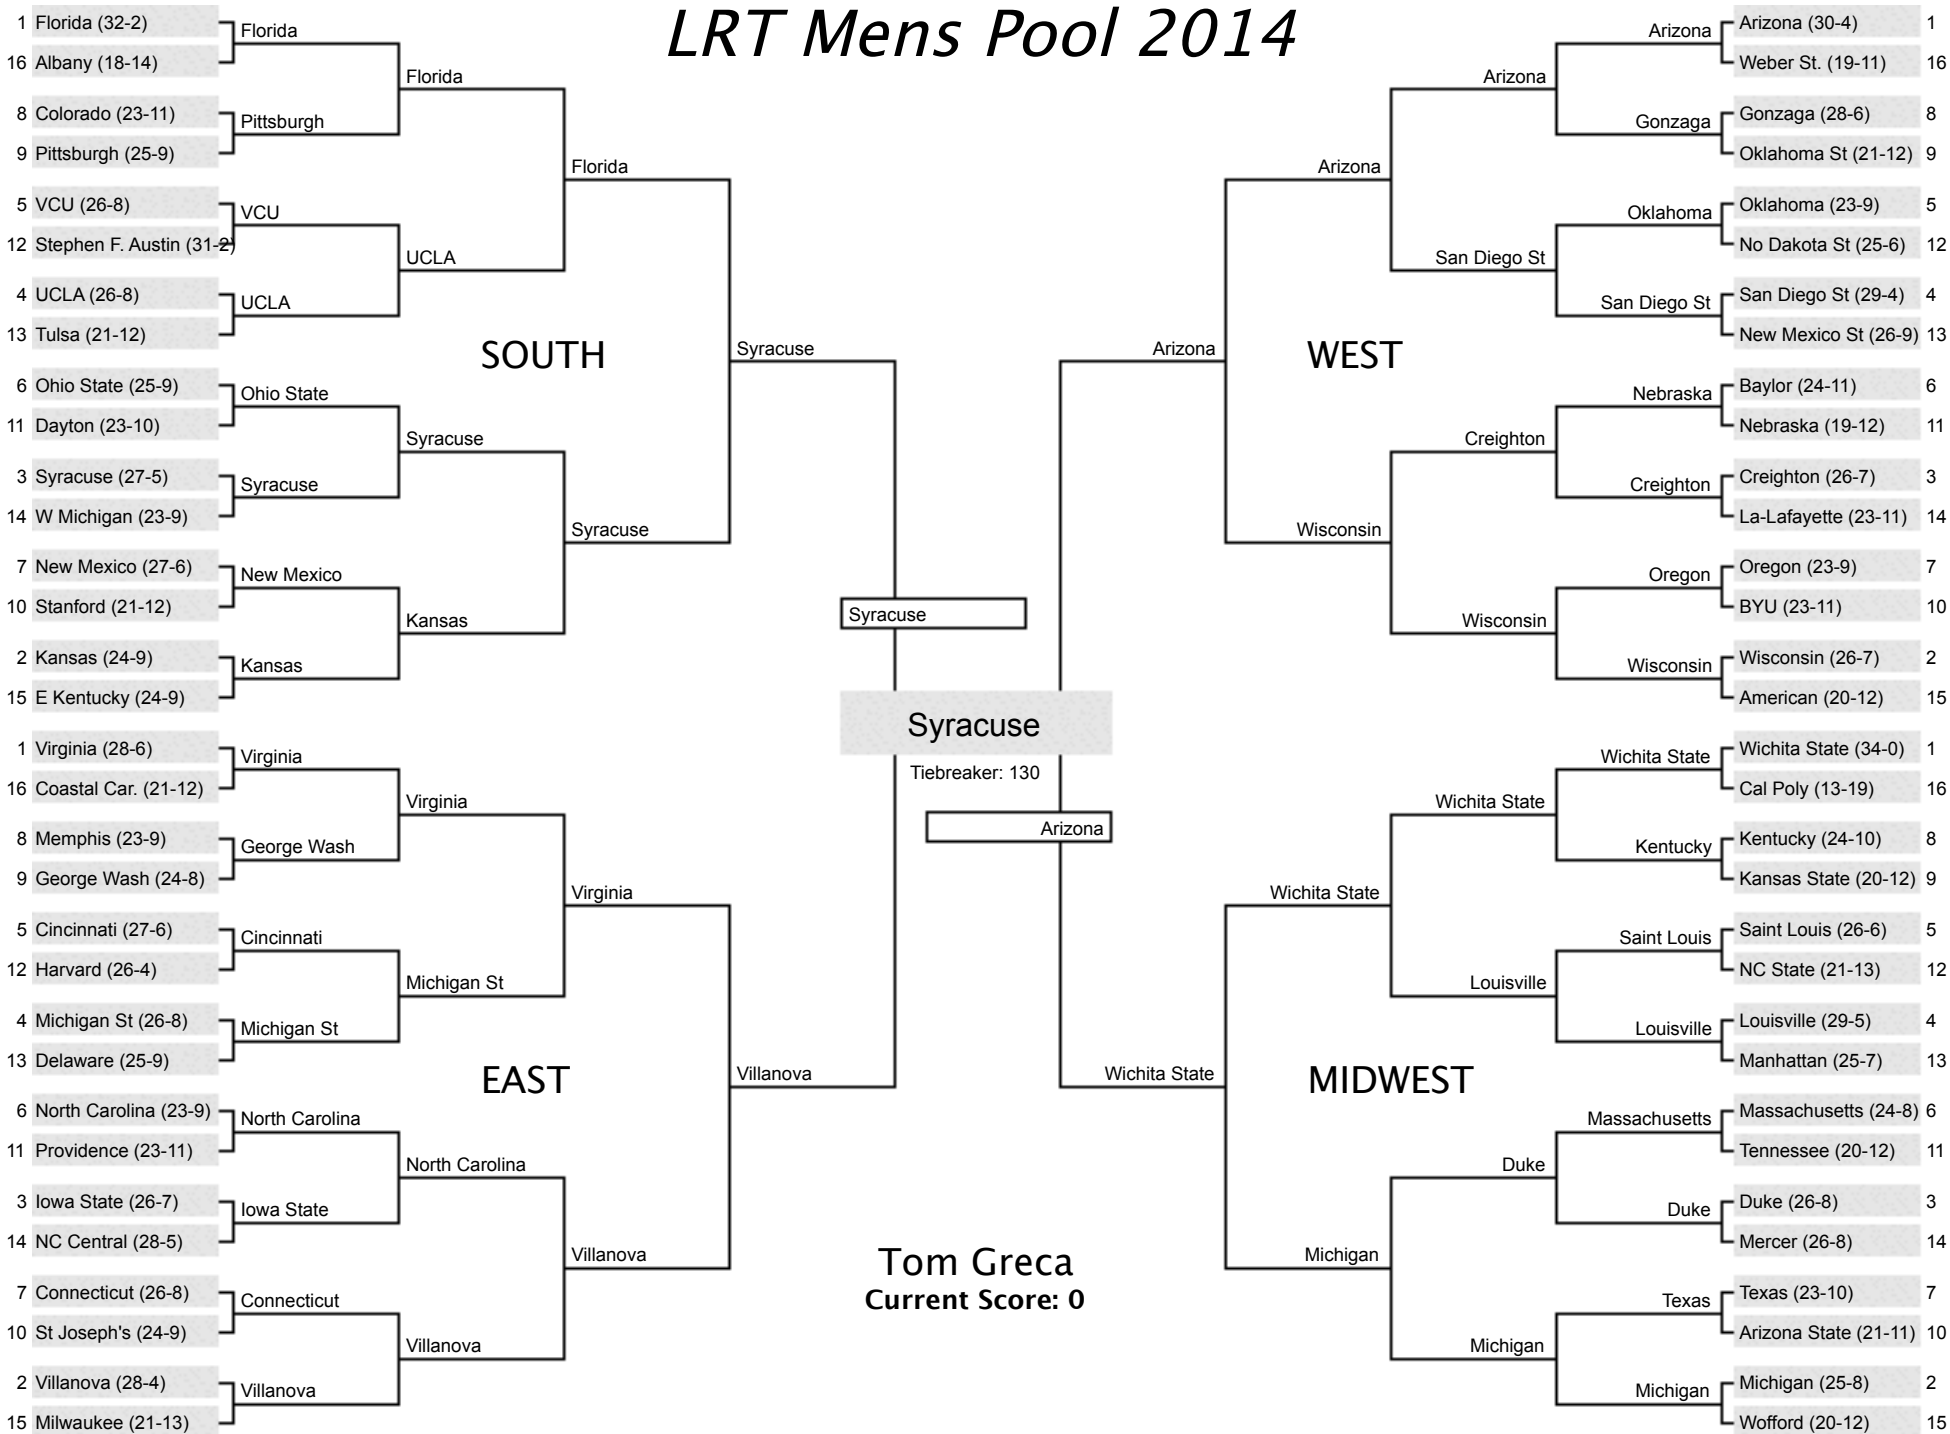 LRT Mens Pool 2014
1 Florida (32-2)
Florida
16 Albany (18-14)
Florida
8 Colorado (23-11)
Pittsburgh
9 Pittsburgh (25-9)
Florida
5 VCU (26-8)
VCU
12 Stephen F. Austin (31-2)
UCLA
4 UCLA (26-8)
UCLA
13 Tulsa (21-12)
SOUTH
Syracuse
6 Ohio State (25-9)
Ohio State
11 Dayton (23-10)
Syracuse
3 Syracuse (27-5)
Syracuse
14 W Michigan (23-9)
Syracuse
7 New Mexico (27-6)
New Mexico
10 Stanford (21-12)
Kansas
2 Kansas (24-9)
Kansas
15 E Kentucky (24-9)
1 Virginia (28-6)
Virginia
16 Coastal Car. (21-12)
Virginia
8 Memphis (23-9)
George Wash
9 George Wash (24-8)
Virginia
5 Cincinnati (27-6)
Cincinnati
12 Harvard (26-4)
Michigan St
4 Michigan St (26-8)
Michigan St
13 Delaware (25-9)
EAST
Villanova
6 North Carolina (23-9)
North Carolina
11 Providence (23-11)
North Carolina
3 Iowa State (26-7)
Iowa State
14 NC Central (28-5)
Villanova
7 Connecticut (26-8)
Connecticut
10 St Joseph's (24-9)
Villanova
2 Villanova (28-4)
Villanova
15 Milwaukee (21-13)
Syracuse
Syracuse
Tiebreaker: 130
Arizona
Tom Greca
Current Score: 0
Arizona (30-4) 1
Arizona
Weber St. (19-11) 16
Arizona
Gonzaga (28-6) 8
Gonzaga
Oklahoma St (21-12) 9
Arizona
Oklahoma (23-9) 5
Oklahoma
No Dakota St (25-6) 12
San Diego St
San Diego St (29-4) 4
San Diego St
New Mexico St (26-9) 13
Arizona
WEST
Baylor (24-11) 6
Nebraska
Nebraska (19-12) 11
Creighton
Creighton (26-7) 3
Creighton
La-Lafayette (23-11) 14
Wisconsin
Oregon (23-9) 7
Oregon
BYU (23-11) 10
Wisconsin
Wisconsin (26-7) 2
Wisconsin
American (20-12) 15
Wichita State (34-0) 1
Wichita State
Cal Poly (13-19) 16
Wichita State
Kentucky (24-10) 8
Kentucky
Kansas State (20-12) 9
Wichita State
Saint Louis (26-6) 5
Saint Louis
NC State (21-13) 12
Louisville
Louisville (29-5) 4
Louisville
Manhattan (25-7) 13
Wichita State
MIDWEST
Massachusetts (24-8) 6
Massachusetts
Tennessee (20-12) 11
Duke
Duke (26-8) 3
Duke
Mercer (26-8) 14
Michigan
Texas (23-10) 7
Texas
Arizona State (21-11) 10
Michigan
Michigan (25-8) 2
Michigan
Wofford (20-12) 15